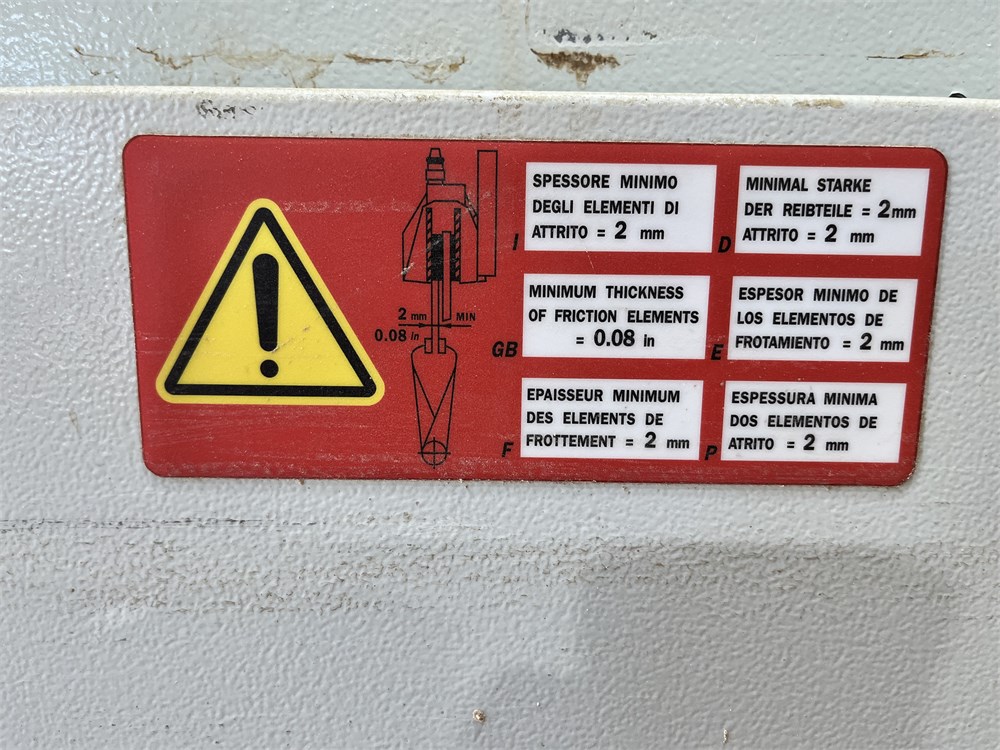 2 mm MIN
0.08 in
I
SPESSORE MINIMO
DEGLI ELEMENTI DI
ATTRITO = 2 mm
D
MINIMAL STARKE
DER REIBTEILE = 2mm
ATTRITO = 2 mm
GB
MINIMUM THICKNESS
OF FRICTION ELEMENTS
= 0.08 in
E
ESPESOR MINIMO DE
LOS ELEMENTOS DE
FROTAMIENTO = 2 mm
F
EPAISSEUR MINIMUM
DES ELEMENTS DE
FROTTEMENT = 2 mm
P
ESPESSURA MINIMA
DOS ELEMENTOS DE
ATRITO = 2 mm